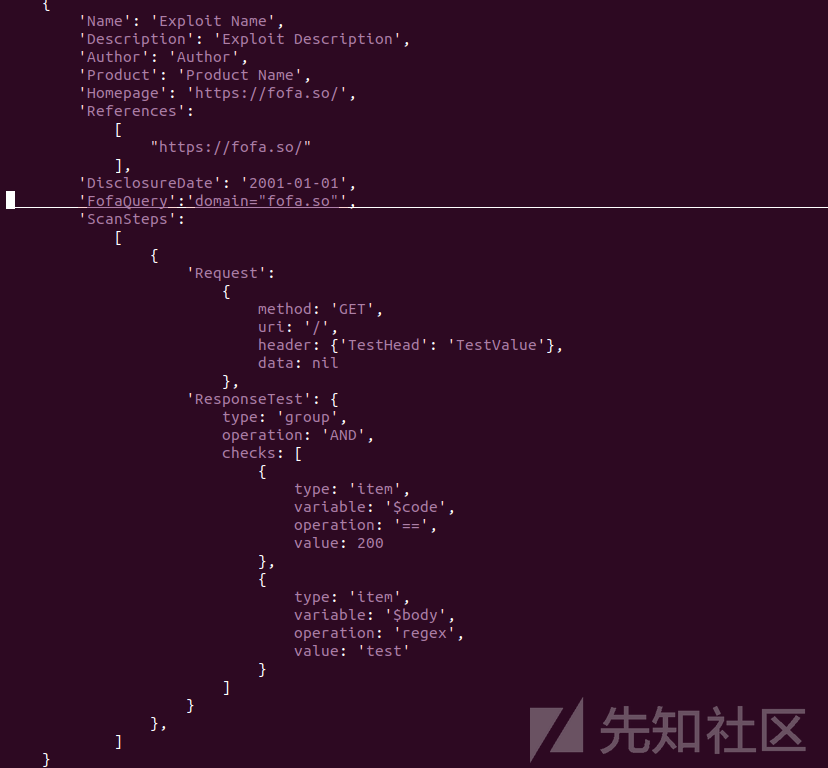 {
'Name': 'Exploit Name',
'Description': 'Exploit Description',
'Author': 'Author',
'Product': 'Product Name',
'Homepage': 'https://fofa.so/',
'References':
[
"https://fofa.so/"
],
'DisclosureDate': '2001-01-01',
'FofaQuery':'domain="fofa.so"',
'ScanSteps':
[
{
'Request':
{
method: 'GET',
uri: '/',
header: {'TestHead': 'TestValue'},
data: nil
},
'ResponseTest': {
type: 'group',
operation: 'AND',
checks: [
{
type: 'item',
variable: '$code',
operation: '==',
value: 200
},
{
type: 'item',
variable: '$body',
operation: 'regex',
value: 'test'
}
]
}
},
]
}
先知社区